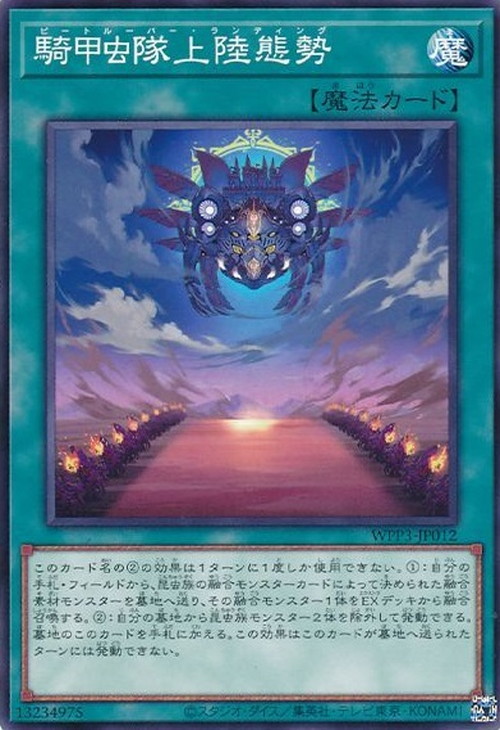 ビートルーパー・ランディング
騎甲虫隊上陸態勢
魔
【魔法カード】
WPP3-JP012
このカード名の②の効果は１ターンに１度しか使用できない。①：自分の
手札・フィールドから、昆虫族の融合モンスターカードによって決められた融合
素材モンスターを墓地へ送り、その融合モンスター１体をEXデッキから融合
召喚する。②：自分の墓地から昆虫族モンスター２体を除外して発動できる。
墓地のこのカードを手札に加える。この効果はこのカードが墓地へ送られた
ターンには発動できない。
13234975
©スタジオ・ダイス／集英社・テレビ東京・KONAMI